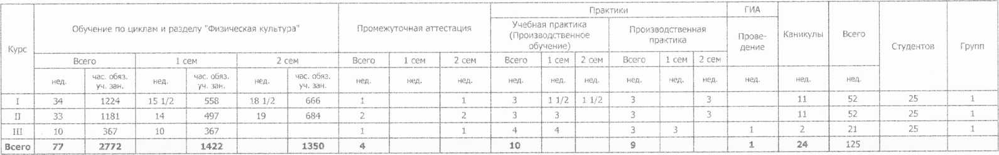 Курс Обучение по циклам и разделу "Физическая культура" Промежуточная аттестация Практики ГИА Каникулы Всего Студентов Групп
Учебная практика (Производственное обучение) Производственная практика Прове-дение
Всего 1 сем 2 сем Всего 1 сем 2 сем Всего 1 сем 2 сем Всего 1 сем 2 сем
нед. час. обяз. уч. зан. нед. час. обяз. уч. зан. нед. час. обяз. уч. зан. нед. нед. нед. нед. нед. нед. нед. нед. нед. нед. нед. нед.
I 34 1224 15 1/2 558 18 1/2 666 1 1 3 1 1/2 1 1/2 3 3 11 52 25 1
II 33 1181 14 497 19 684 2 2 3 3 3 3 11 52 25 1
III 10 367 10 367 1 1 4 4 3 3 1 2 21 25 1
Всего 77 2772 1422 1350 4 10 9 1 24 125